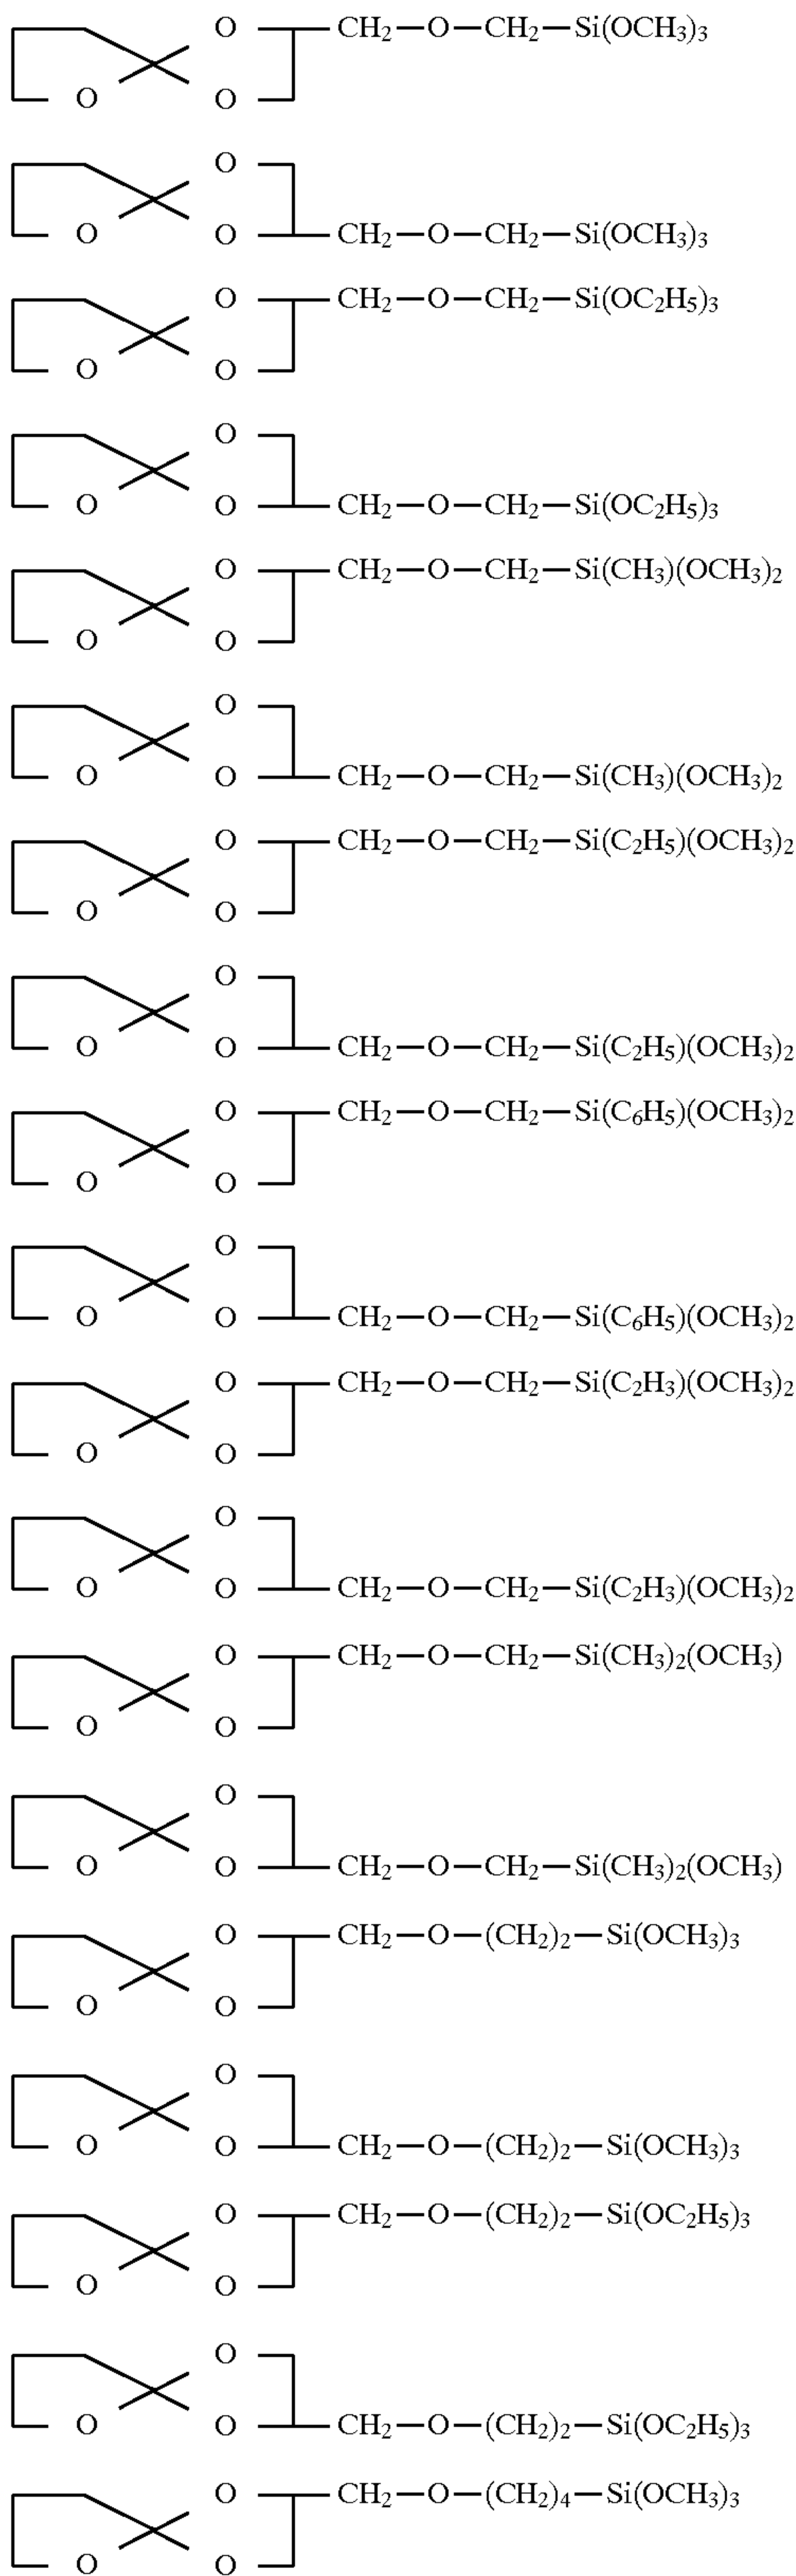 O CH₂—O—CH₂—Si(OCH₃)₃
O O
O
O O CH₂—O—CH₂—Si(OCH₃)₃
O CH₂—O—CH₂—Si(OC₂H₅)₃
O O
O
O O CH₂—O—CH₂—Si(OC₂H₅)₃
O CH₂—O—CH₂—Si(CH₃)(OCH₃)₂
O O
O
O O CH₂—O—CH₂—Si(CH₃)(OCH₃)₂
O CH₂—O—CH₂—Si(C₂H₅)(OCH₃)₂
O O
O
O O CH₂—O—CH₂—Si(C₂H₅)(OCH₃)₂
O CH₂—O—CH₂—Si(C₆H₅)(OCH₃)₂
O O
O
O O CH₂—O—CH₂—Si(C₆H₅)(OCH₃)₂
O CH₂—O—CH₂—Si(C₂H₃)(OCH₃)₂
O O
O
O O CH₂—O—CH₂—Si(C₂H₃)(OCH₃)₂
O CH₂—O—CH₂—Si(CH₃)₂(OCH₃)
O O
O
O O CH₂—O—CH₂—Si(CH₃)₂(OCH₃)
O CH₂—O—(CH₂)₂—Si(OCH₃)₃
O O
O
O O CH₂—O—(CH₂)₂—Si(OCH₃)₃
O CH₂—O—(CH₂)₂—Si(OC₂H₅)₃
O O
O
O O CH₂—O—(CH₂)₂—Si(OC₂H₅)₃
O CH₂—O—(CH₂)₄—Si(OCH₃)₃
O O